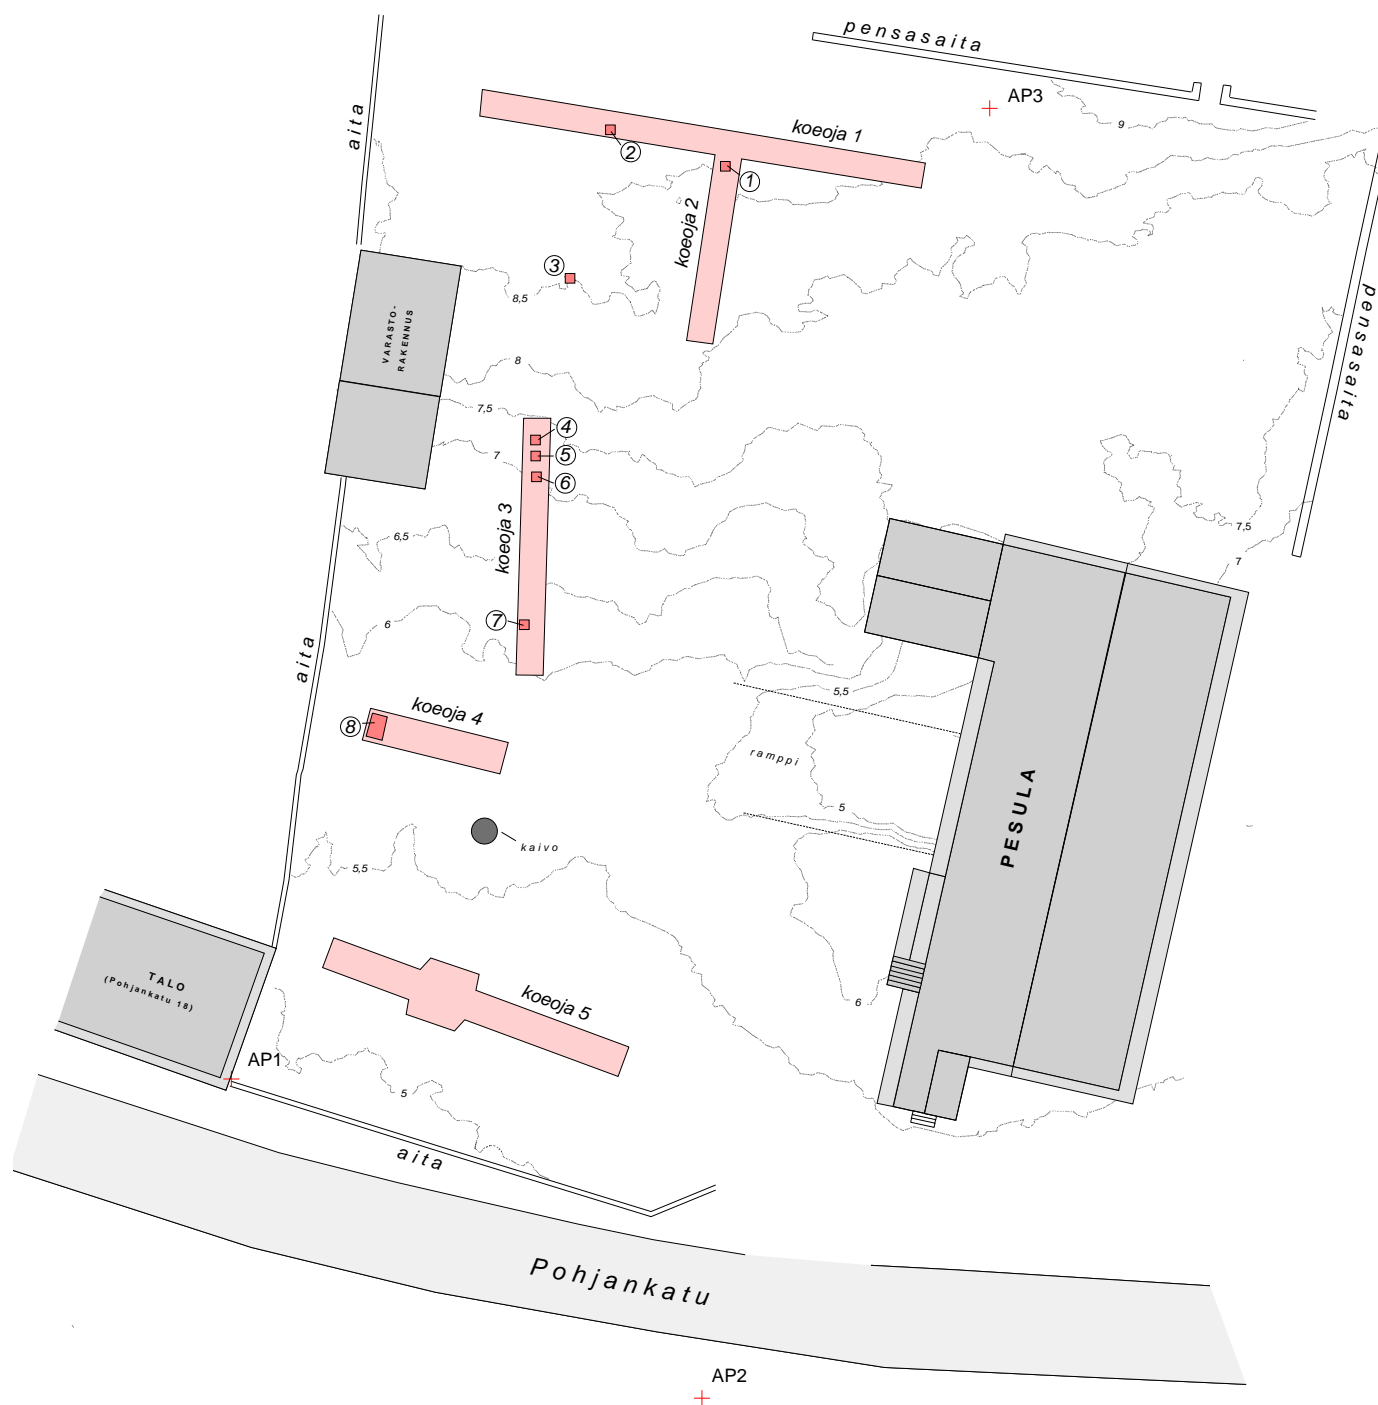 pensasaita
AP3
9
aita
koeoja 1
2
1
koeoja 2
3
8,5
pensasaita
VARASTO-
RAKENNUS
8
7,5
4
7
5
6
koeoja 3
6,5
7,5
7
7
6
aita
5,5
koeoja 4
8
ramppi
PESULA
5
kaivo
5,5
TALO
(Pohjankatu 18)
koeoja 5
6
AP1
5
aita
Pohjankatu
AP2